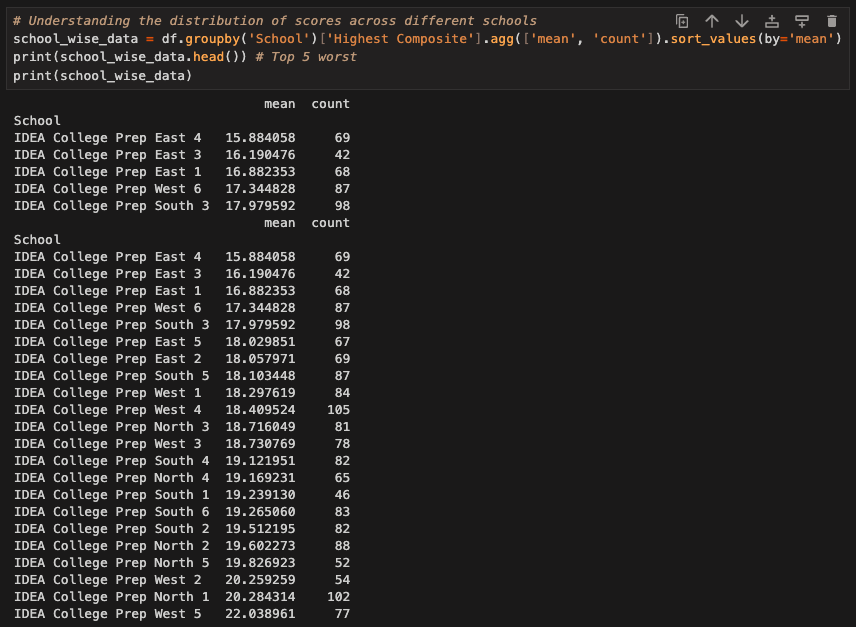 # Understanding the distribution of scores across different schools
school_wise_data = df.groupby('School')['Highest Composite'].agg(['mean', 'count']).sort_values(by='mean')
print(school_wise_data.head()) # Top 5 worst
print(school_wise_data)
mean count
School
IDEA College Prep East 4 15.884058 69
IDEA College Prep East 3 16.190476 42
IDEA College Prep East 1 16.882353 68
IDEA College Prep West 6 17.344828 87
IDEA College Prep South 3 17.979592 98
mean count
School
IDEA College Prep East 4 15.884058 69
IDEA College Prep East 3 16.190476 42
IDEA College Prep East 1 16.882353 68
IDEA College Prep West 6 17.344828 87
IDEA College Prep South 3 17.979592 98
IDEA College Prep East 5 18.029851 67
IDEA College Prep East 2 18.057971 69
IDEA College Prep South 5 18.103448 87
IDEA College Prep West 1 18.297619 84
IDEA College Prep West 4 18.409524 105
IDEA College Prep North 3 18.716049 81
IDEA College Prep West 3 18.730769 78
IDEA College Prep South 4 19.121951 82
IDEA College Prep North 4 19.169231 65
IDEA College Prep South 1 19.239130 46
IDEA College Prep South 6 19.265060 83
IDEA College Prep South 2 19.512195 82
IDEA College Prep North 2 19.602273 88
IDEA College Prep North 5 19.826923 52
IDEA College Prep West 2 20.259259 54
IDEA College Prep North 1 20.284314 102
IDEA College Prep West 5 22.038961 77